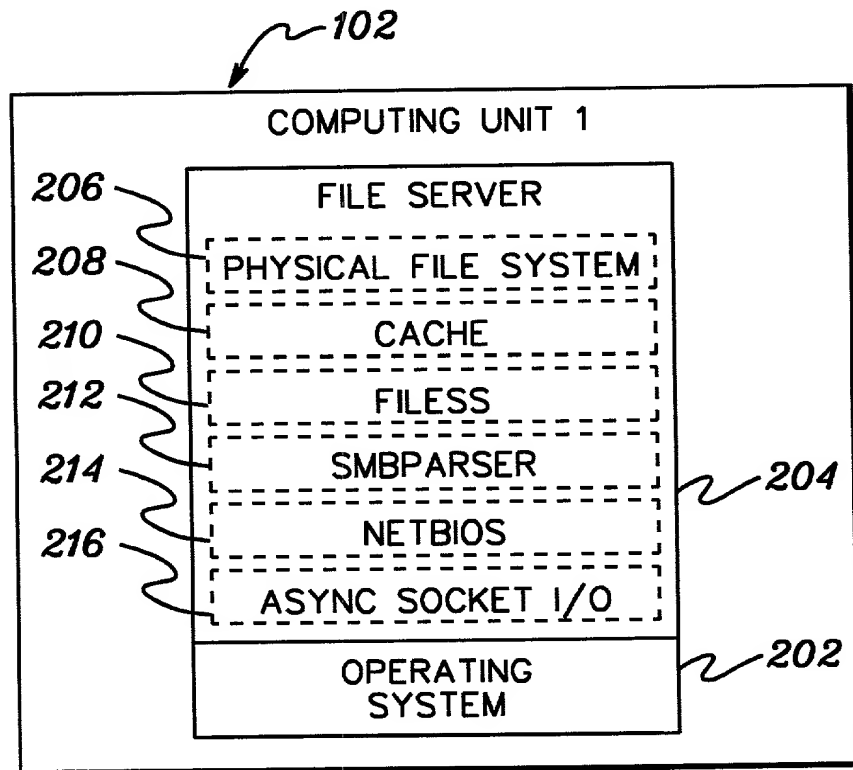 102
COMPUTING UNIT 1
FILE SERVER
206
PHYSICAL FILE SYSTEM
208
CACHE
210
FILESS
212
SMBPARSER
204
214
NETBIOS
216
ASYNC SOCKET I/O
OPERATING
SYSTEM
202